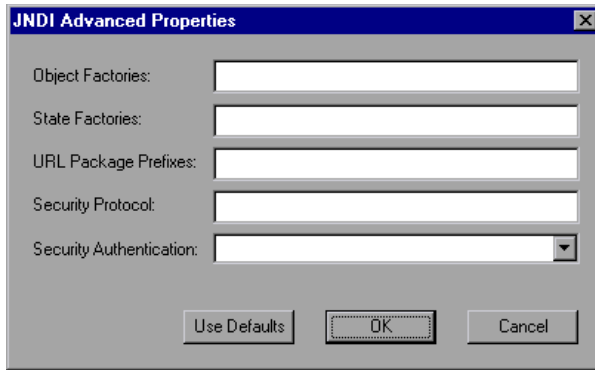 JNDI Advanced Properties
Object Factories:
State Factories:
URL Package Prefixes:
Security Protocol:
Security Authentication:
Use Defaults OK Cancel